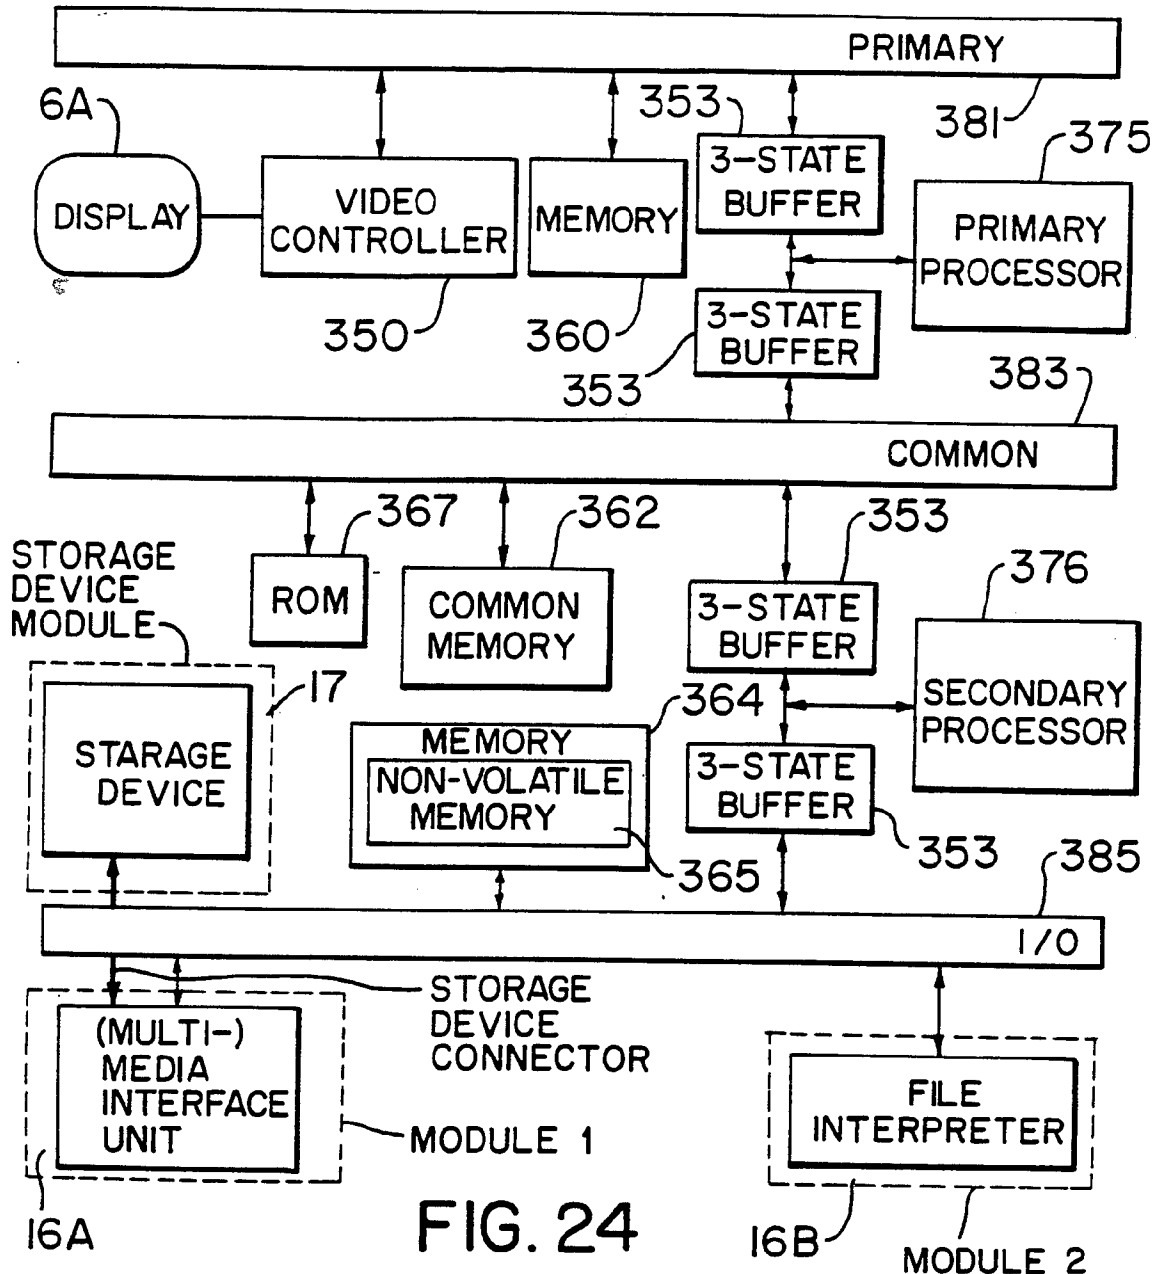 PRIMARY
381
6A
DISPLAY
VIDEO
CONTROLLER
350
MEMORY
360
353
3-STATE
BUFFER
375
PRIMARY
PROCESSOR
3-STATE
BUFFER
353
383
COMMON
367
ROM
362
COMMON
MEMORY
353
3-STATE
BUFFER
376
SECONDARY
PROCESSOR
STORAGE
DEVICE
MODULE
17
STARAGE
DEVICE
364
MEMORY
NON-VOLATILE
MEMORY
365
3-STATE
BUFFER
353
385
I/O
STORAGE
DEVICE
CONNECTOR
(MULTI-)
MEDIA
INTERFACE
UNIT
MODULE 1
16A
FILE
INTERPRETER
16B
MODULE 2
FIG. 24